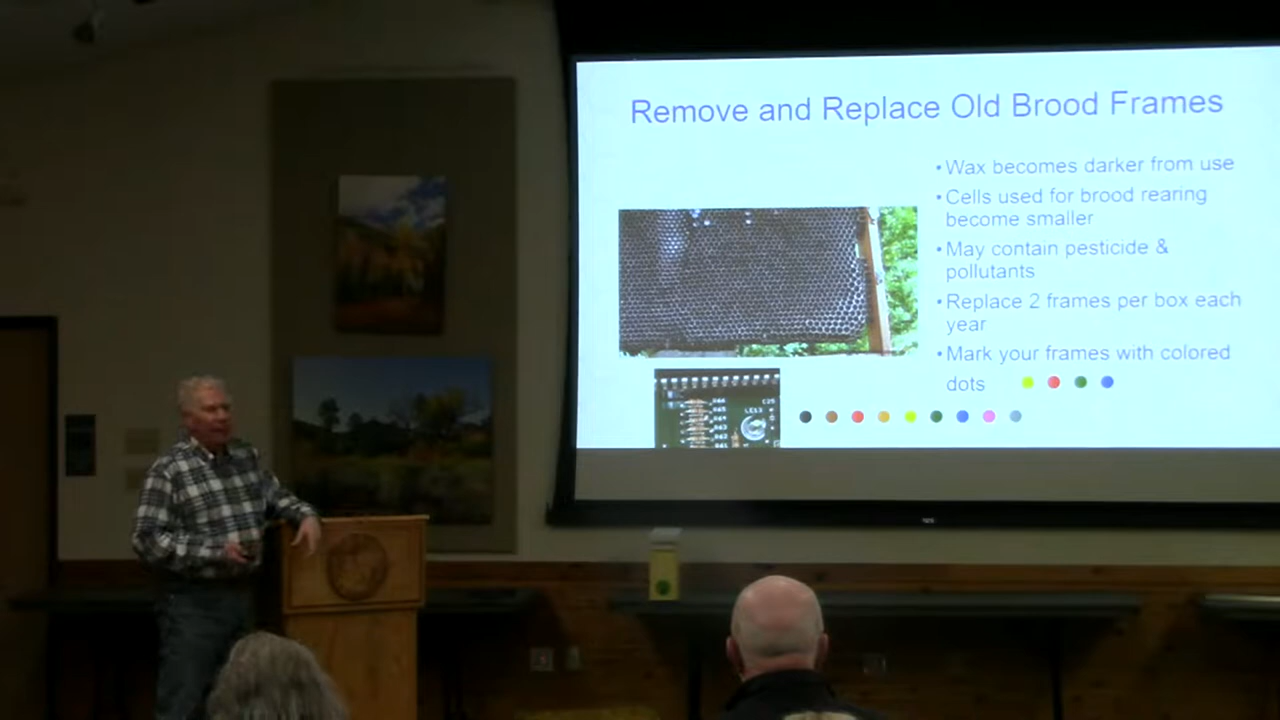 Remove and Replace Old Brood Frames
•Wax becomes darker from use
•Cells used for brood rearing
become smaller
•May contain pesticide &
pollutants
•Replace 2 frames per box each
year
•Mark your frames with colored
dots